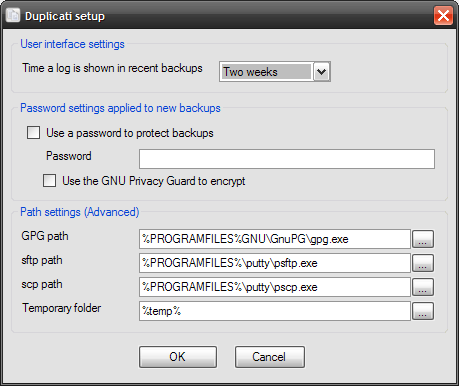 Duplicati setup
User interface settings
Time a log is shown in recent backups Two weeks
Password settings applied to new backups
Use a password to protect backups
Password
Use the GNU Privacy Guard to encrypt
Path settings (Advanced)
GPG path %PROGRAMFILES%GNU\GnuPG\gpg.exe ...
sftp path %PROGRAMFILES%\putty\psftp.exe ...
scp path %PROGRAMFILES%\putty\pscp.exe ...
Temporary folder %temp% ...
OK Cancel